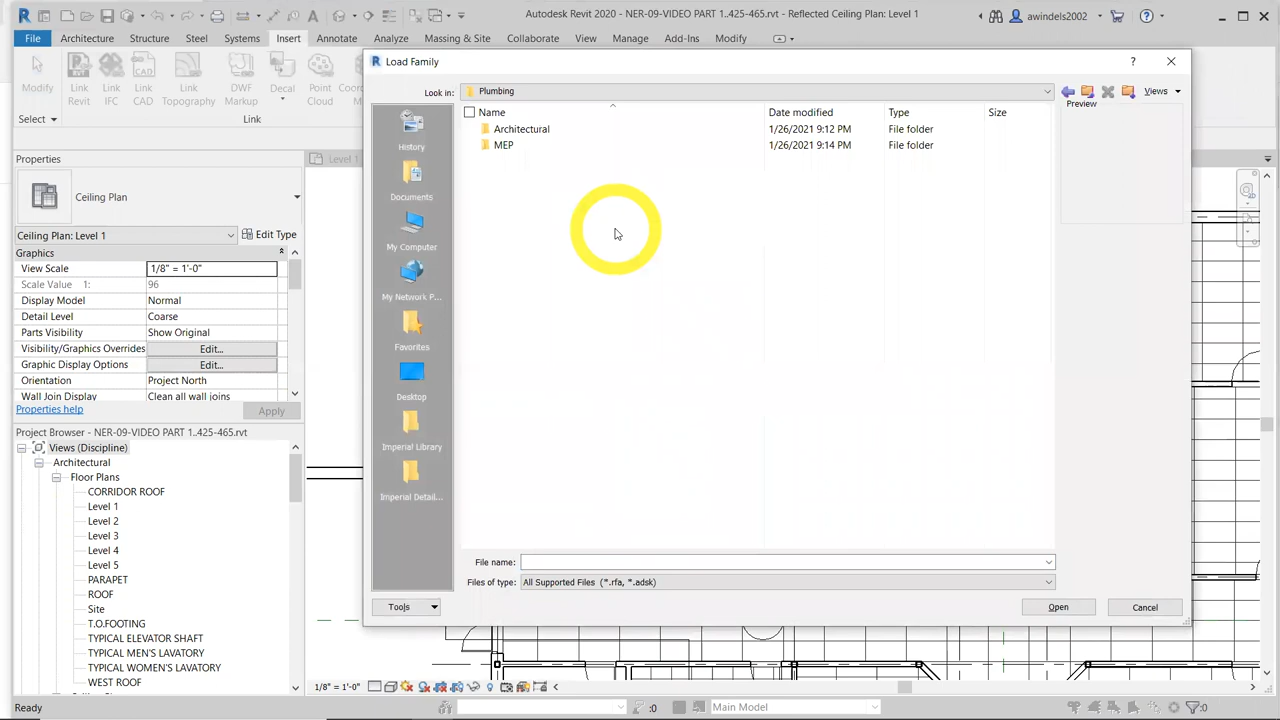 Autodesk Revit 2020 - NER-09-VIDEO PART 1..425-465.rvt - Reflected Ceiling Plan: Level 1
awindels2002
File Architecture Structure Steel Systems Insert Annotate Analyze Massing & Site Collaborate View Manage Add-Ins Modify
Modify
Link Revit
Link IFC
Link CAD
Link Topography
DWF Markup
Decal
Point Cloud
Select
Link
Load Family
Look in: Plumbing
Views
Preview
Name Date modified Type Size
Architectural 1/26/2021 9:12 PM File folder
MEP 1/26/2021 9:14 PM File folder
History
Documents
My Computer
My Network P...
Favorites
Desktop
Imperial Library
Imperial Detail...
File name:
Files of type: All Supported Files (*.rfa, *.adsk)
Tools
Open
Cancel
Level 1
Properties
Ceiling Plan
Ceiling Plan: Level 1
Edit Type
Graphics
View Scale 1/8" = 1'-0"
Scale Value 1: 96
Display Model Normal
Detail Level Coarse
Parts Visibility Show Original
Visibility/Graphics Overrides Edit...
Graphic Display Options Edit...
Orientation Project North
Wall Join Display Clean all wall joins
Properties help
Apply
Project Browser - NER-09-VIDEO PART 1..425-465.rvt
Views (Discipline)
Architectural
Floor Plans
CORRIDOR ROOF
Level 1
Level 2
Level 3
Level 4
Level 5
PARAPET
ROOF
Site
T.O.FOOTING
TYPICAL ELEVATOR SHAFT
TYPICAL MEN'S LAVATORY
TYPICAL WOMEN'S LAVATORY
WEST ROOF
1/8" = 1'-0"
Ready
:0
Main Model
:0